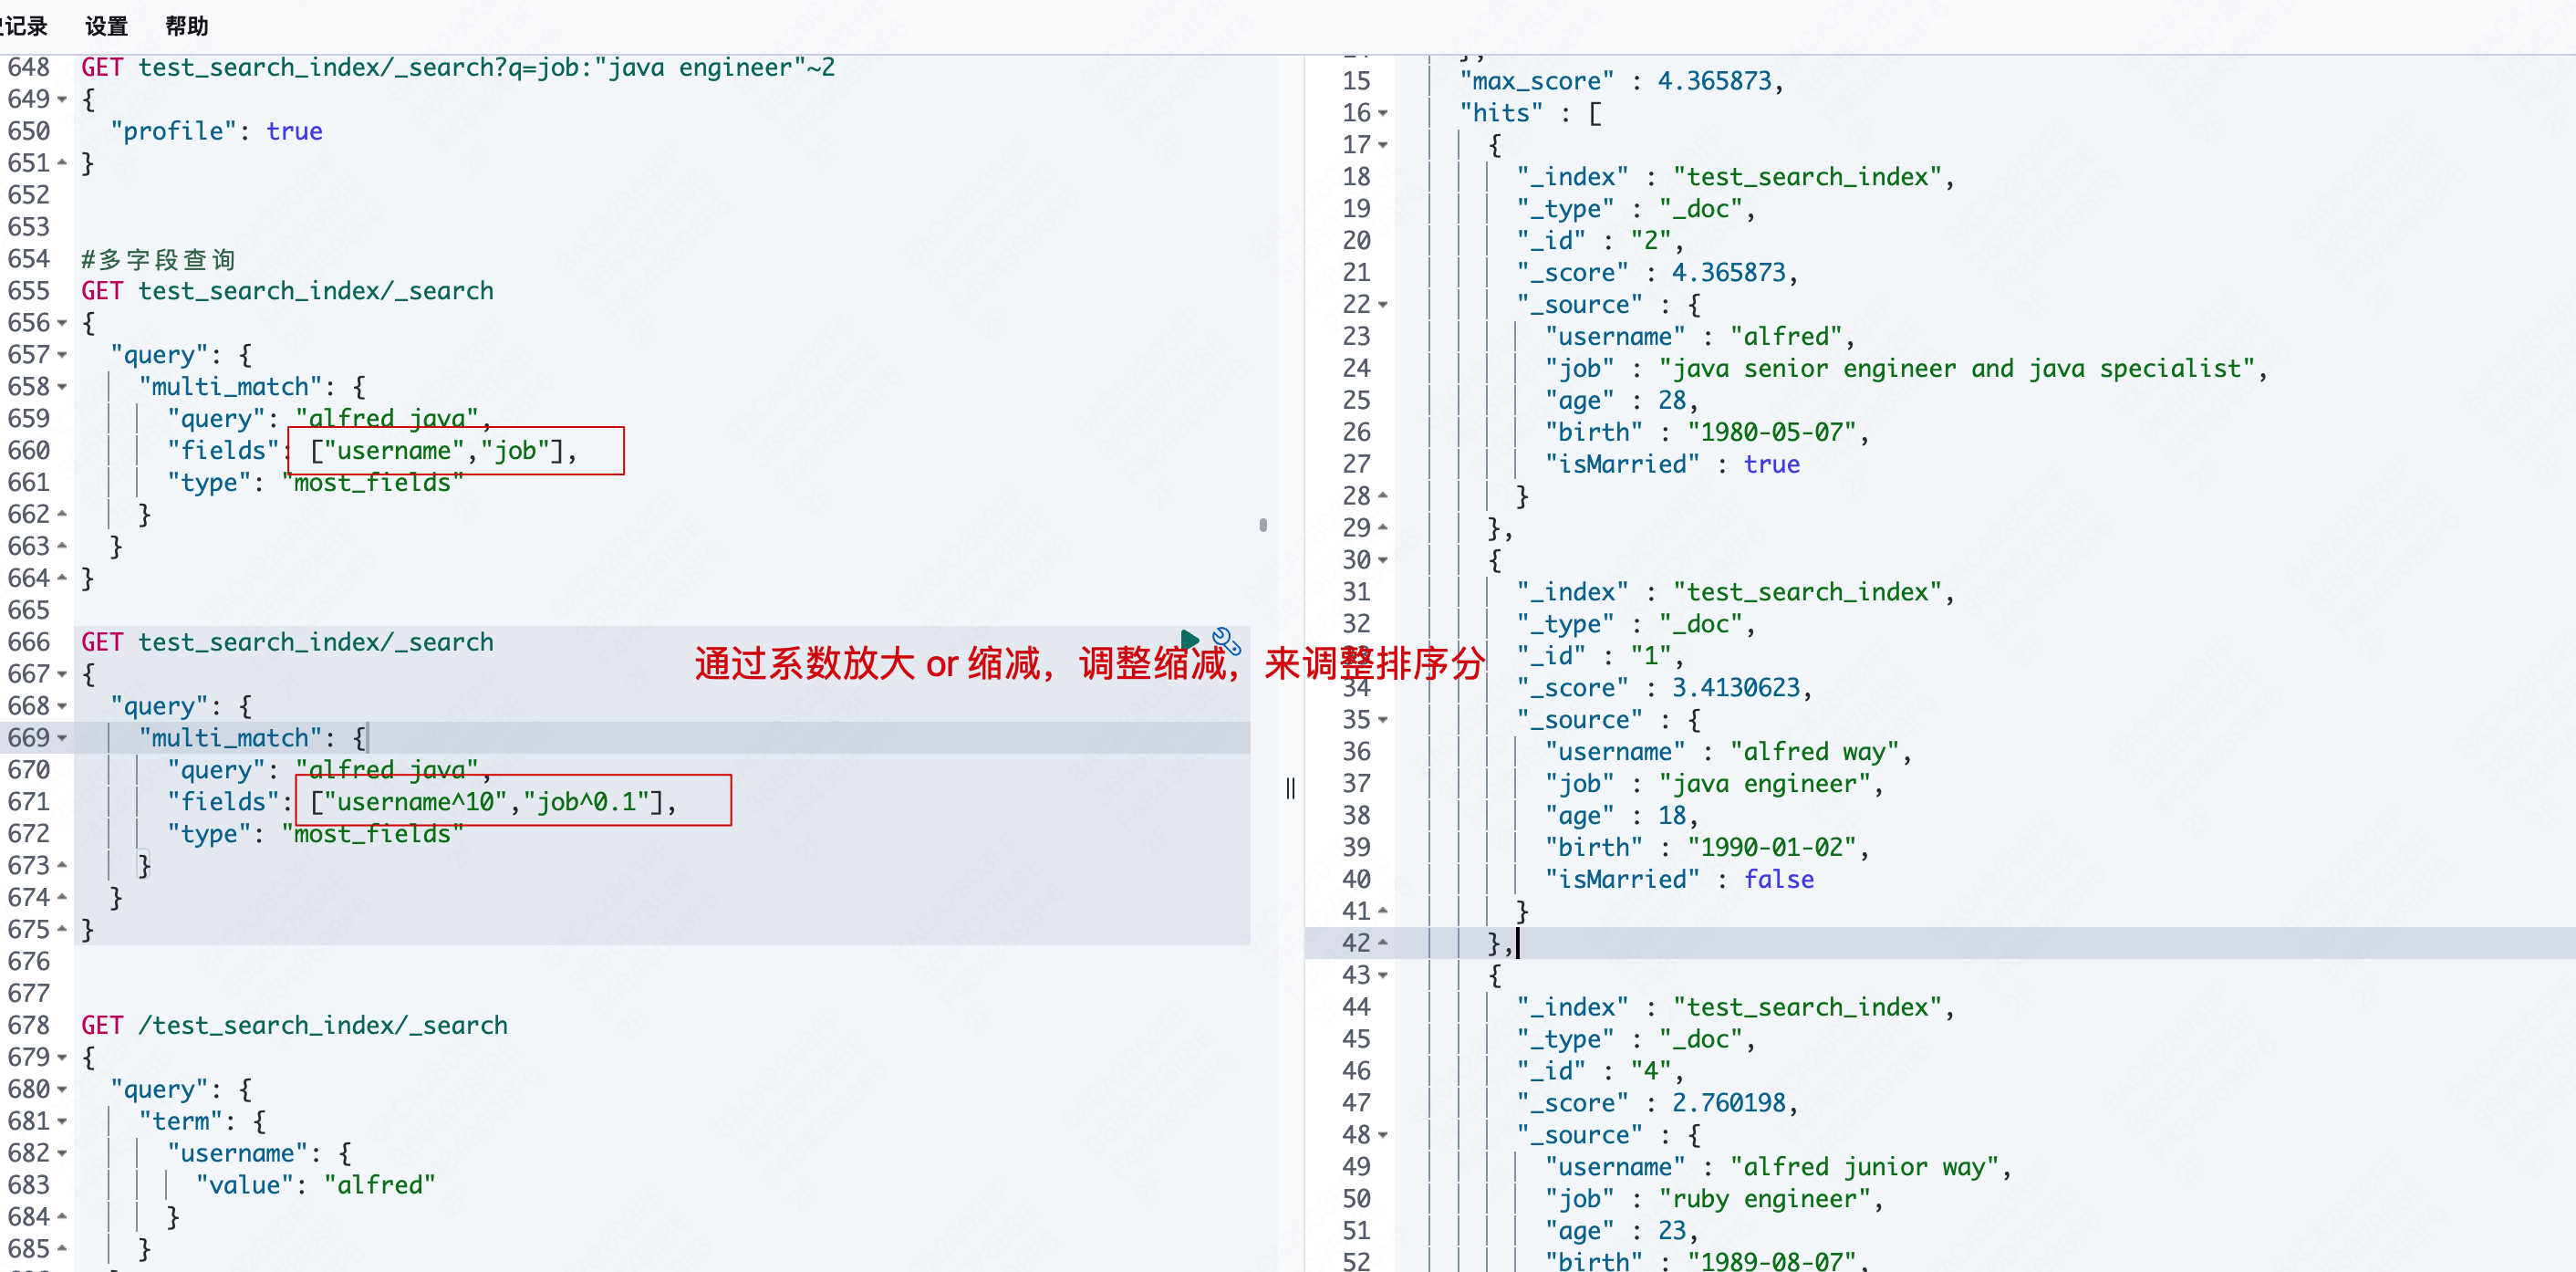 史记录 设置 帮助
648 GET test_search_index/_search?q=job:"java engineer"~2
649 {
650 "profile": true
651 }
652
653
654 #多字段查询
655 GET test_search_index/_search
656 {
657 "query": {
658 "multi_match": {
659 "query": "alfred java",
660 "fields": ["username","job"],
661 "type": "most_fields"
662 }
663 }
664 }
665
666 GET test_search_index/_search
通过系数放大 or 缩减，调整缩减，来调整排序分
667 {
668 "query": {
669 "multi_match": {
670 "query": "alfred java",
671 "fields": ["username^10","job^0.1"],
672 "type": "most_fields"
673 }
674 }
675 }
676
677
678 GET /test_search_index/_search
679 {
680 "query": {
681 "term": {
682 "username": {
683 "value": "alfred"
684 }
685 }
15 "max_score" : 4.365873,
16 "hits" : [
17 {
18 "_index" : "test_search_index",
19 "_type" : "_doc",
20 "_id" : "2",
21 "_score" : 4.365873,
22 "_source" : {
23 "username" : "alfred",
24 "job" : "java senior engineer and java specialist",
25 "age" : 28,
26 "birth" : "1980-05-07",
27 "isMarried" : true
28 }
29 },
30 {
31 "_index" : "test_search_index",
32 "_type" : "_doc",
33 "_id" : "1",
34 "_score" : 3.4130623,
35 "_source" : {
36 "username" : "alfred way",
37 "job" : "java engineer",
38 "age" : 18,
39 "birth" : "1990-01-02",
40 "isMarried" : false
41 }
42 },
43 {
44 "_index" : "test_search_index",
45 "_type" : "_doc",
46 "_id" : "4",
47 "_score" : 2.760198,
48 "_source" : {
49 "username" : "alfred junior way",
50 "job" : "ruby engineer",
51 "age" : 23,
52 "birth" : "1989-08-07",